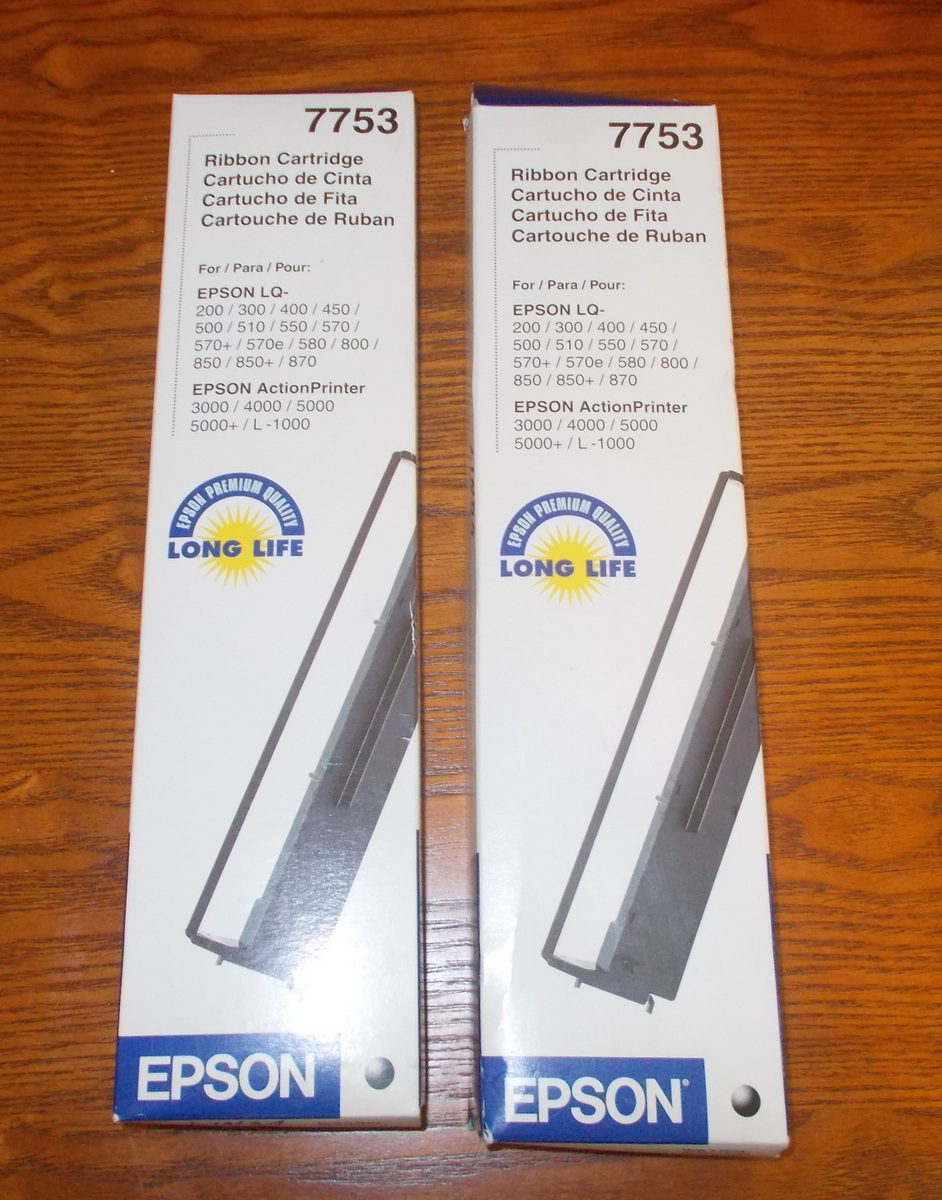 7753
Ribbon Cartridge
Cartucho de Cinta
Cartucho de Fita
Cartouche de Ruban
For / Para / Pour:
EPSON LQ-
200 / 300 / 400 / 450 /
500 / 510 / 550 / 570 /
570+ / 570e / 580 / 800 /
850 / 850+ / 870
EPSON ActionPrinter
3000 / 4000 / 5000
5000+ / L -1000
EPSON PREMIUM QUALITY
LONG LIFE
EPSON
7753
Ribbon Cartridge
Cartucho de Cinta
Cartucho de Fita
Cartouche de Ruban
For / Para / Pour:
EPSON LQ-
200 / 300 / 400 / 450 /
500 / 510 / 550 / 570 /
570+ / 570e / 580 / 800 /
850 / 850+ / 870
EPSON ActionPrinter
3000 / 4000 / 5000
5000+ / L -1000
EPSON PREMIUM QUALITY
LONG LIFE
EPSON®